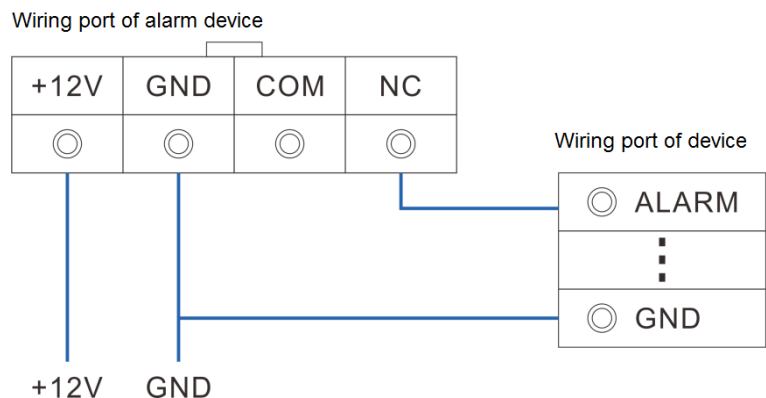 Wiring port of alarm device
+12V GND COM NC
Wiring port of device
ALARM
GND
+12V GND